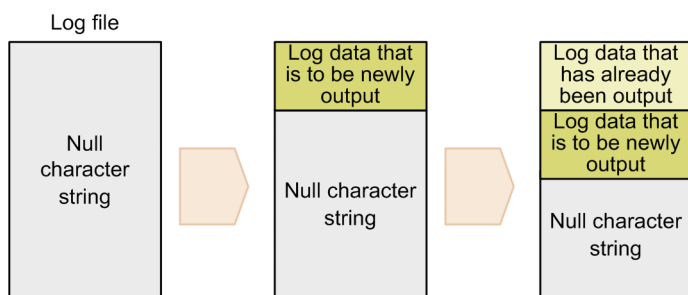 Log file
Null
character
string
Log data that
is to be newly
output
Null character
string
Log data that
has already
been output
Log data that
is to be newly
output
Null character
string